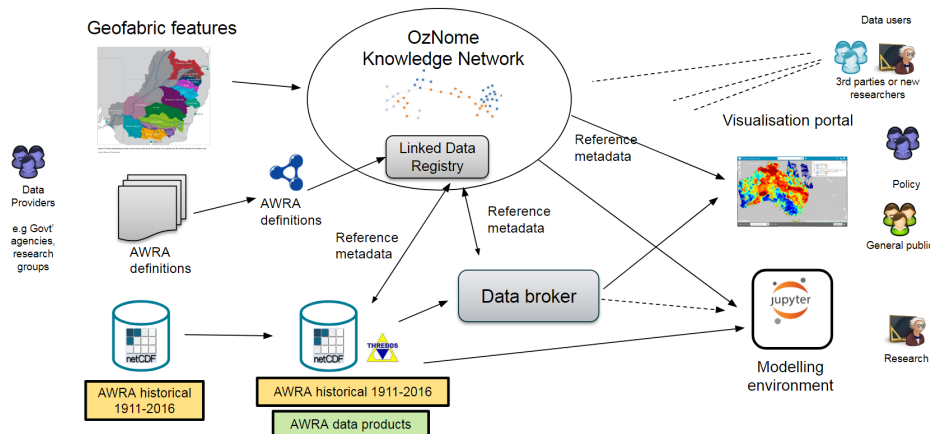 Geofabric features
OzNome
Knowledge Network
Data users
3rd parties or new
researchers
Visualisation portal
Linked Data
Registry
Reference
metadata
Data
Providers
e.g Govt'
agencies,
research
groups
AWRA
definitions
AWRA
definitions
Reference
metadata
Reference
metadata
Policy
General public
Data broker
netCDF
netCDF
THREDDS
jupyter
Modelling
environment
Research
AWRA historical
1911-2016
AWRA historical 1911-2016
AWRA data products